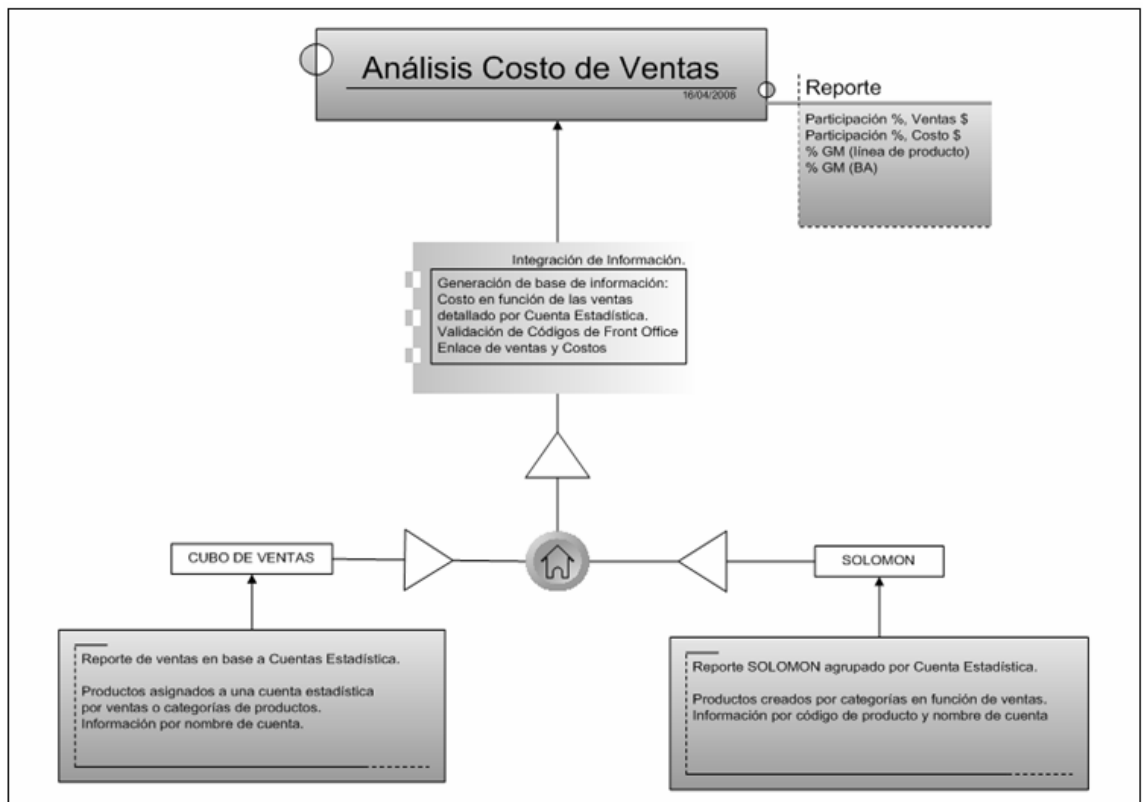 Análisis Costo de Ventas
16/04/2008
Reporte
Participación %, Ventas $
Participación %, Costo $
% GM (línea de producto)
% GM (BA)
Integración de Información.
Generación de base de información:
Costo en función de las ventas
detallado por Cuenta Estadística.
Validación de Códigos de Front Office
Enlace de ventas y Costos
CUBO DE VENTAS
SOLOMON
Reporte de ventas en base a Cuentas Estadística.
Productos asignados a una cuenta estadística
por ventas o categorías de productos.
Información por nombre de cuenta.
Reporte SOLOMON agrupado por Cuenta Estadística.
Productos creados por categorías en función de ventas.
Información por código de producto y nombre de cuenta